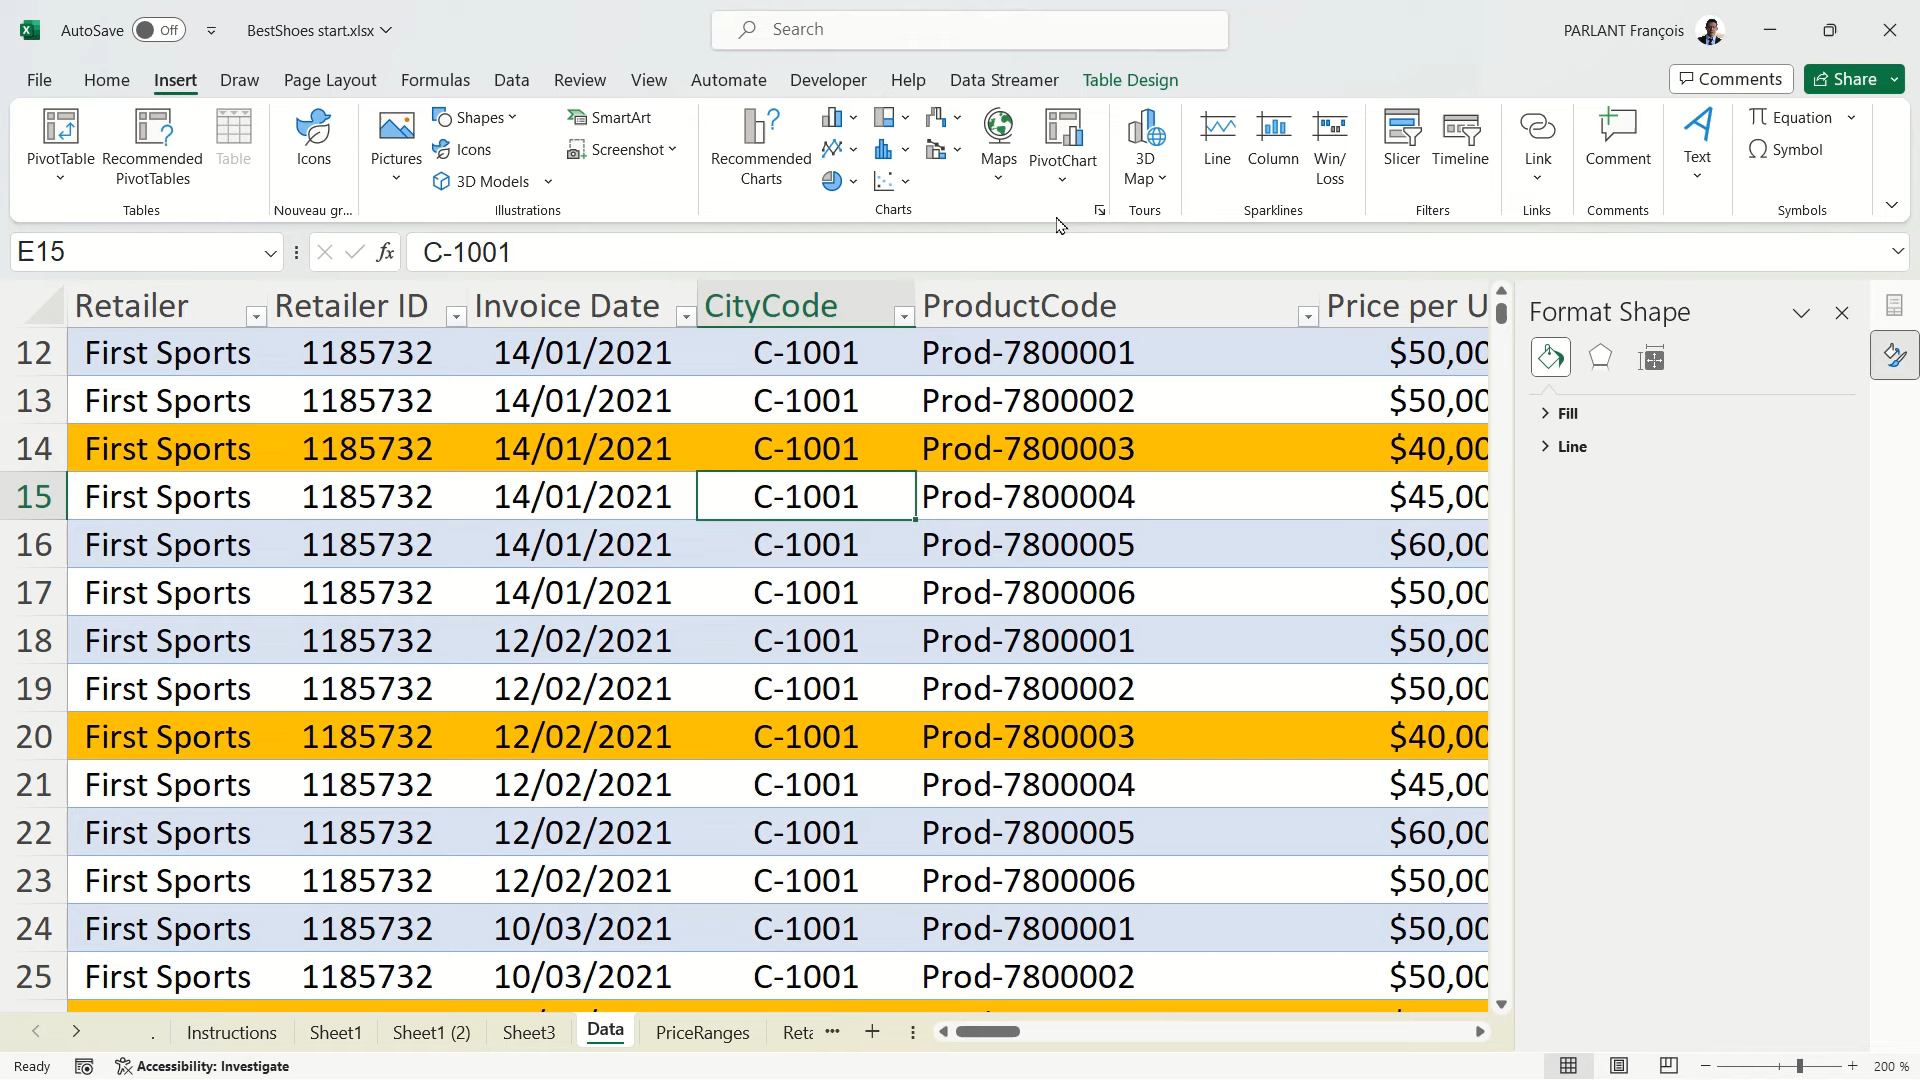 AutoSave Off BestShoes start.xlsx Search PARLANT François
File Home Insert Draw Page Layout Formulas Data Review View Automate Developer Help Data Streamer Table Design Comments Share
PivotTable Recommended PivotTables Table Icons Pictures Shapes Icons 3D Models SmartArt Screenshot Recommended Charts Maps PivotChart 3D Map Line Column Win/Loss Slicer Timeline Link Comment Text Equation Symbol
Tables Nouveau gr... Illustrations Charts Tours Sparklines Filters Links Comments Symbols
E15 fx C-1001
Retailer Retailer ID Invoice Date CityCode ProductCode Price per U
12 First Sports 1185732 14/01/2021 C-1001 Prod-7800001 $50,00
13 First Sports 1185732 14/01/2021 C-1001 Prod-7800002 $50,00
14 First Sports 1185732 14/01/2021 C-1001 Prod-7800003 $40,00
15 First Sports 1185732 14/01/2021 C-1001 Prod-7800004 $45,00
16 First Sports 1185732 14/01/2021 C-1001 Prod-7800005 $60,00
17 First Sports 1185732 14/01/2021 C-1001 Prod-7800006 $50,00
18 First Sports 1185732 12/02/2021 C-1001 Prod-7800001 $50,00
19 First Sports 1185732 12/02/2021 C-1001 Prod-7800002 $50,00
20 First Sports 1185732 12/02/2021 C-1001 Prod-7800003 $40,00
21 First Sports 1185732 12/02/2021 C-1001 Prod-7800004 $45,00
22 First Sports 1185732 12/02/2021 C-1001 Prod-7800005 $60,00
23 First Sports 1185732 12/02/2021 C-1001 Prod-7800006 $50,00
24 First Sports 1185732 10/03/2021 C-1001 Prod-7800001 $50,00
25 First Sports 1185732 10/03/2021 C-1001 Prod-7800002 $50,00
Format Shape
Fill
Line
. Instructions Sheet1 Sheet1 (2) Sheet3 Data PriceRanges Reta ...
Ready Accessibility: Investigate 200 %